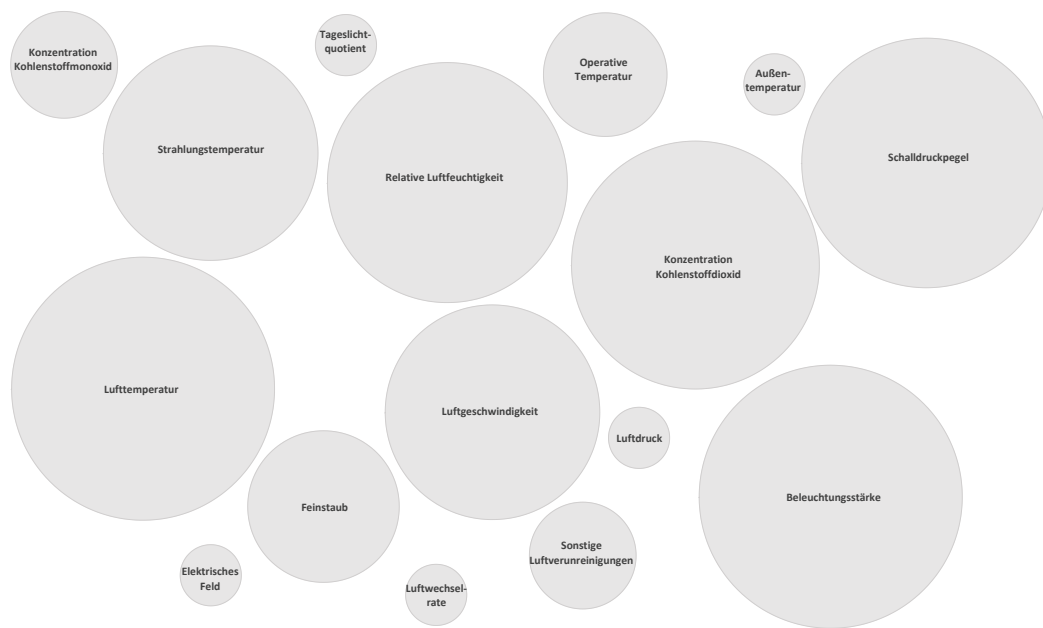 Konzentration
Kohlenstoffmonoxid
Tageslicht-
quotient
Operative
Temperatur
Außen-
temperatur
Strahlungstemperatur
Relative Luftfeuchtigkeit
Schalldruckpegel
Konzentration
Kohlenstoffdioxid
Lufttemperatur
Luftgeschwindigkeit
Luftdruck
Beleuchtungsstärke
Feinstaub
Sonstige
Luftverunreinigungen
Elektrisches
Feld
Luftwechsel-
rate